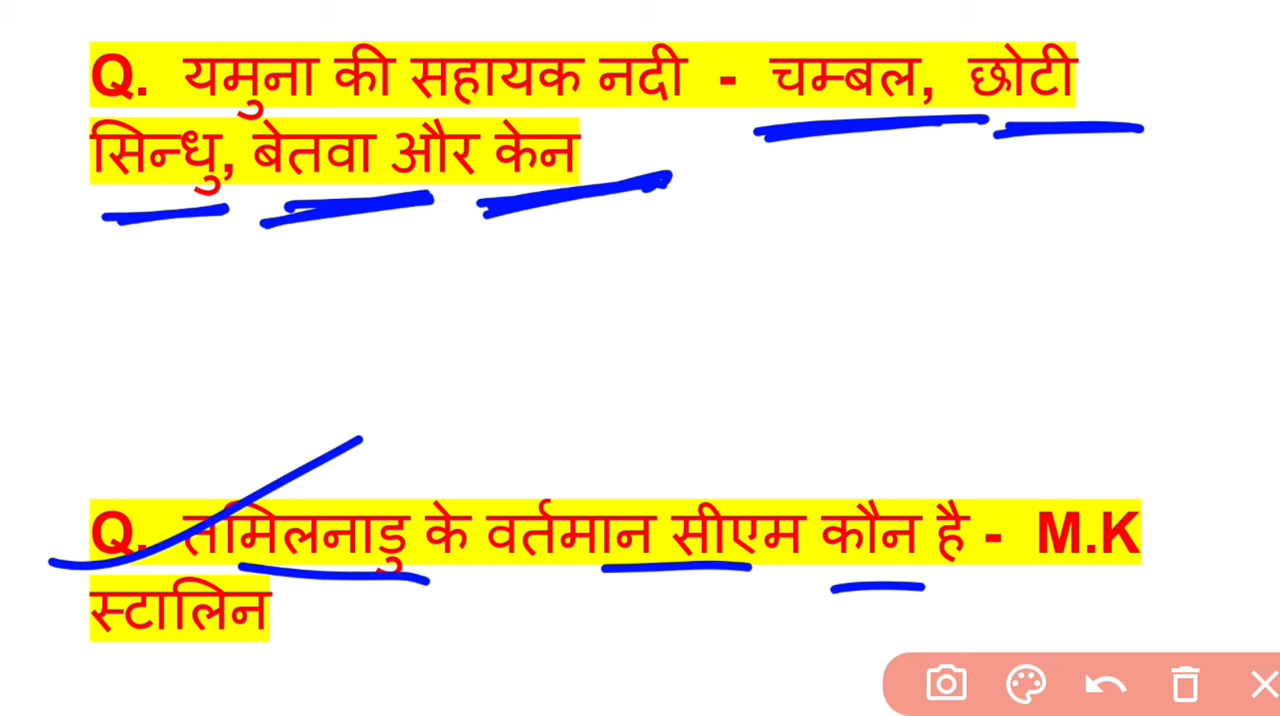 Q. यमुना की सहायक नदी - चम्बल, छोटी
सिन्धु, बेतवा और केन
Q. तमिलनाडु के वर्तमान सीएम कौन है - M.K
स्टालिन